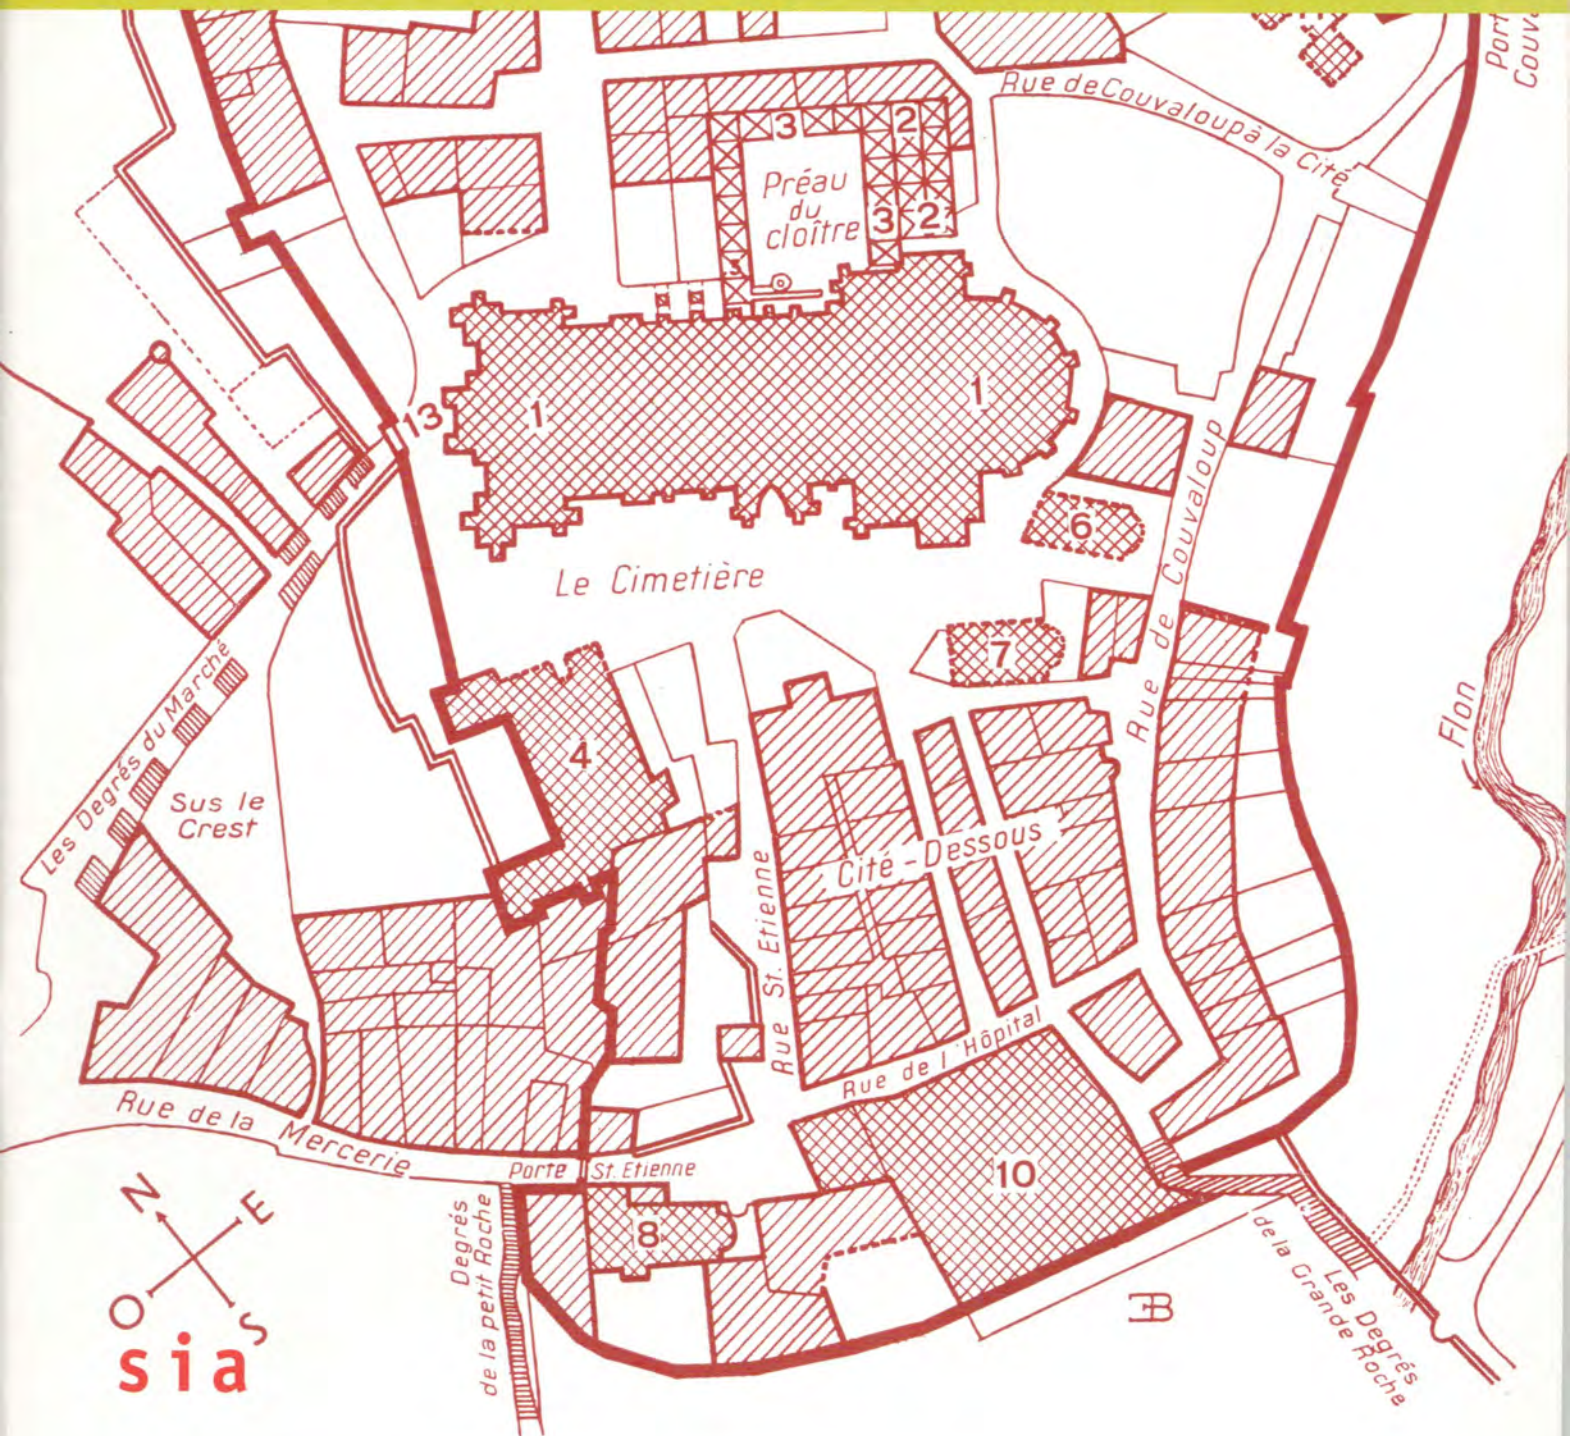 Porte
Couva
Rue de Couvaloup à la Cité
3
2
Préau
du
cloître
3
2
3
13
1
1
6
Le Cimetière
Rue de Couvaloup
7
Les Degrés du Marché
4
Sus le
Crest
Flon
Cité-Dessous
Rue St. Etienne
Rue de l'Hôpital
Rue de la Mercerie
Porte St. Etienne
10
8
Degrés
de la petit Roche
Les Degrés
de la Grande Roche
N
E
O
S
sia